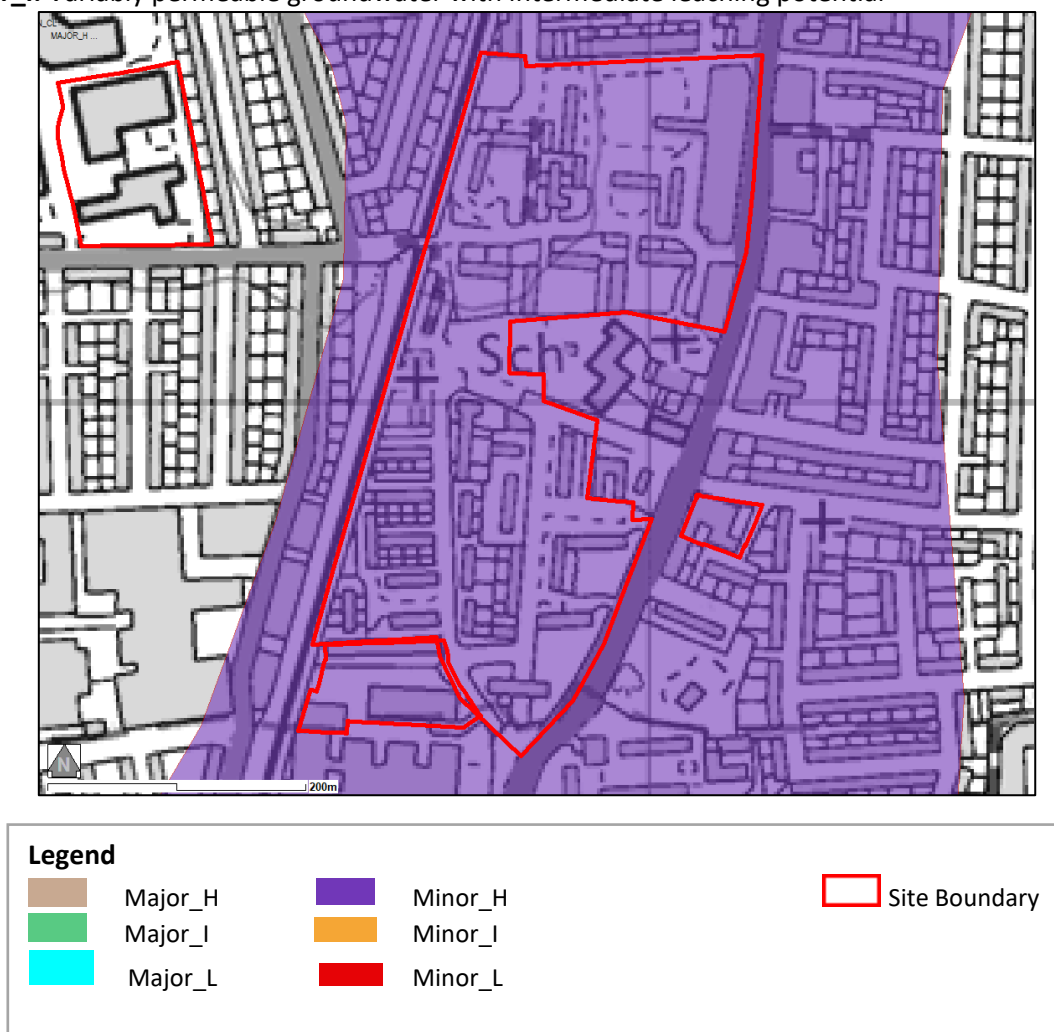 Variably permeable groundwater with intermediate leaching potential
MAJOR_H ...
Sch
N
200m
Legend
Major_H
Minor_H
Site Boundary
Major_I
Minor_I
Major_L
Minor_L